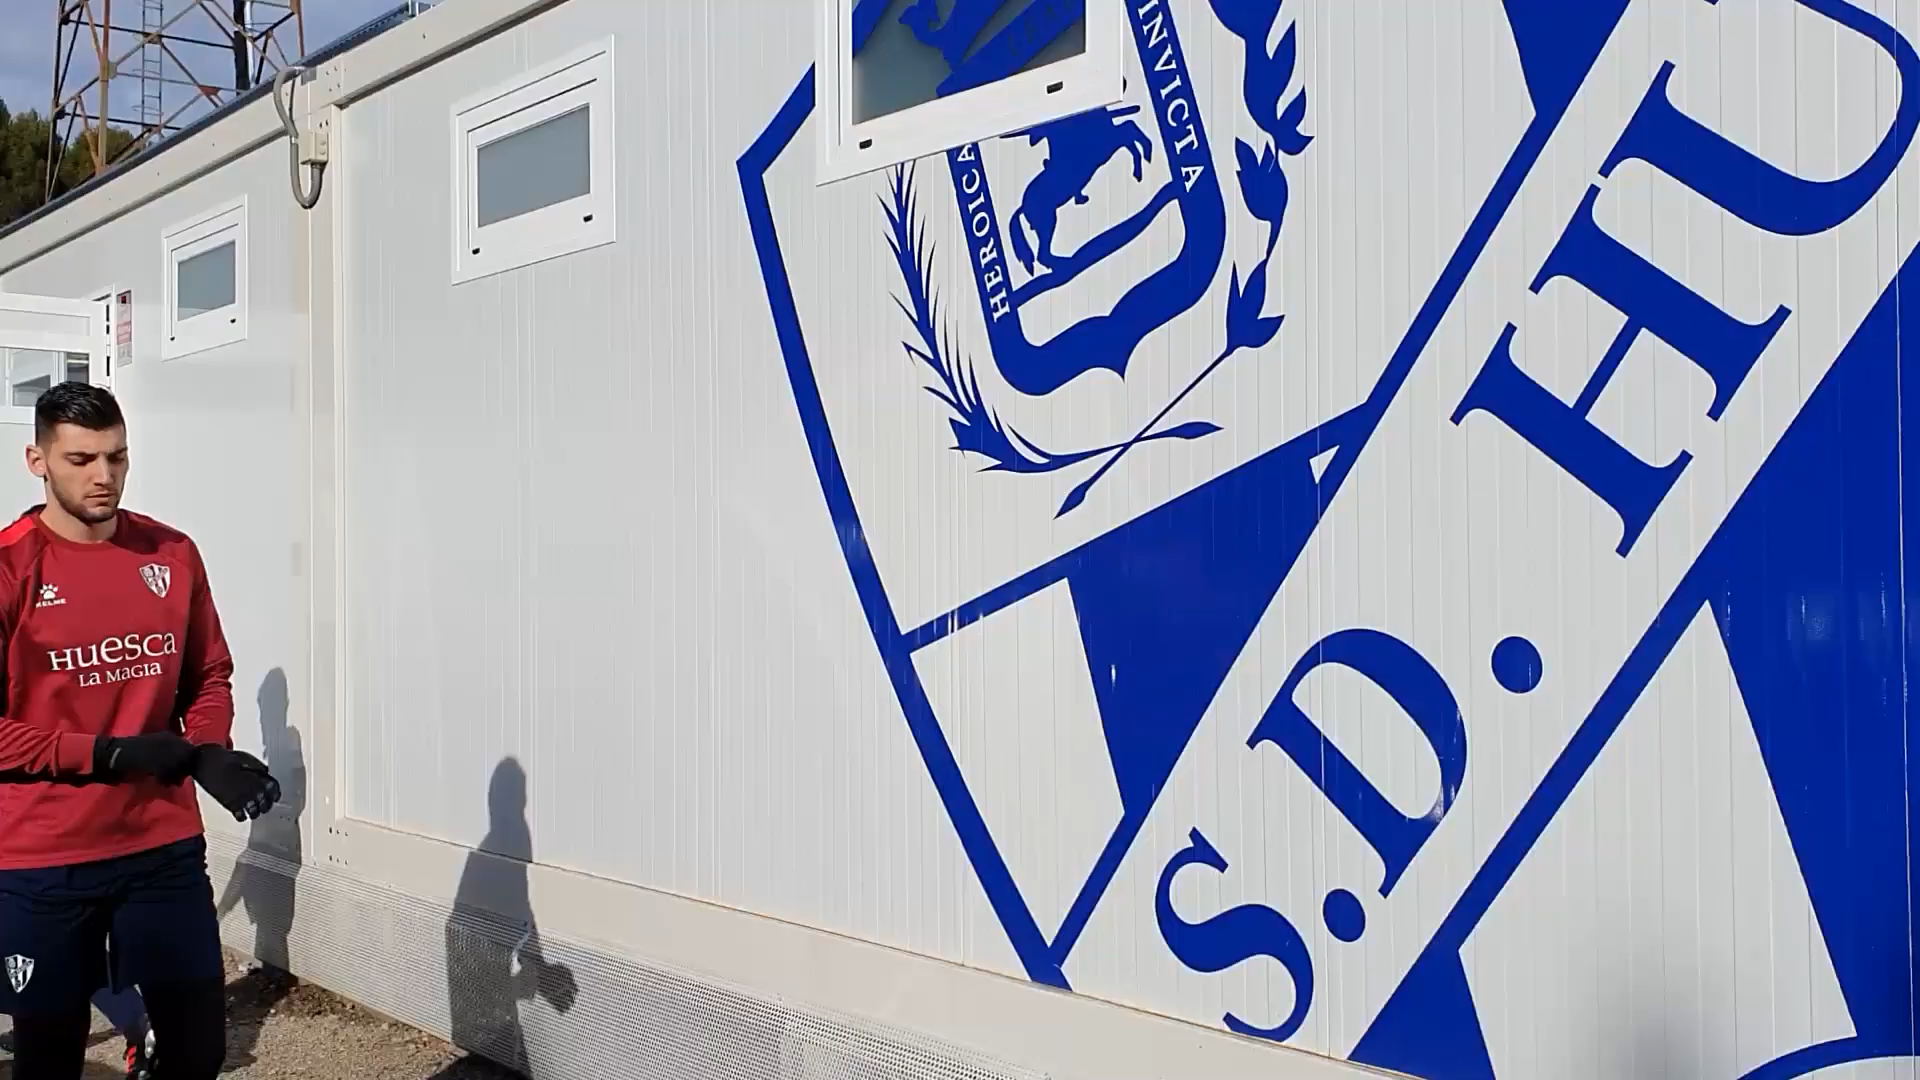 HEROICA
INVICTA
S.D. HU
KELME
HUESCA
LA MAGIA